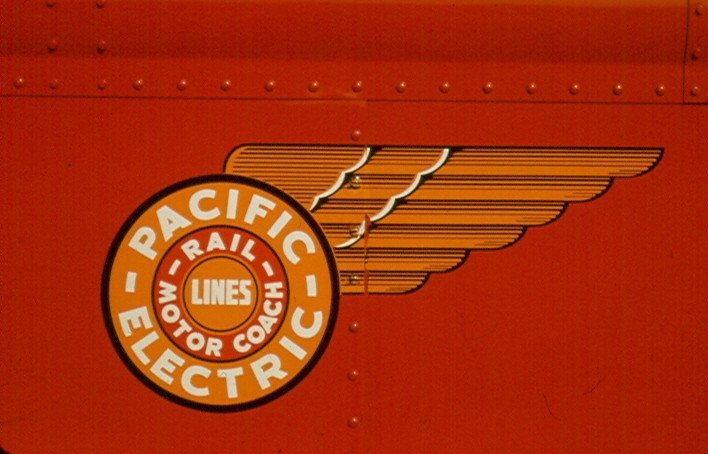 PACIFIC
- RAIL -
LINES
MOTOR COACH
- ELECTRIC -